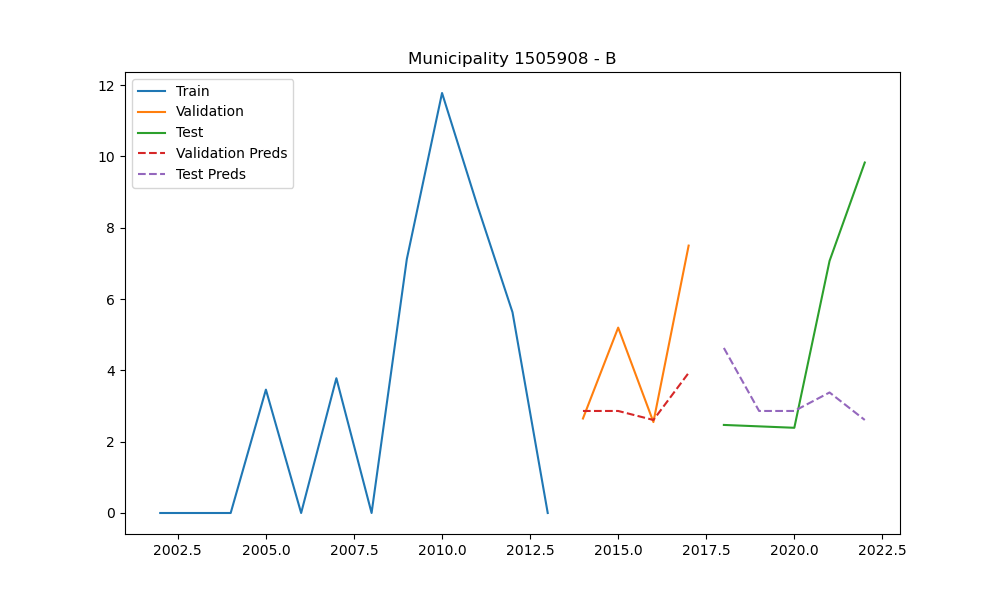 Municipality 1505908 - B
Train
Validation
Test
Validation Preds
Test Preds
12
10
8
6
4
2
0
2002.5 2005.0 2007.5 2010.0 2012.5 2015.0 2017.5 2020.0 2022.5